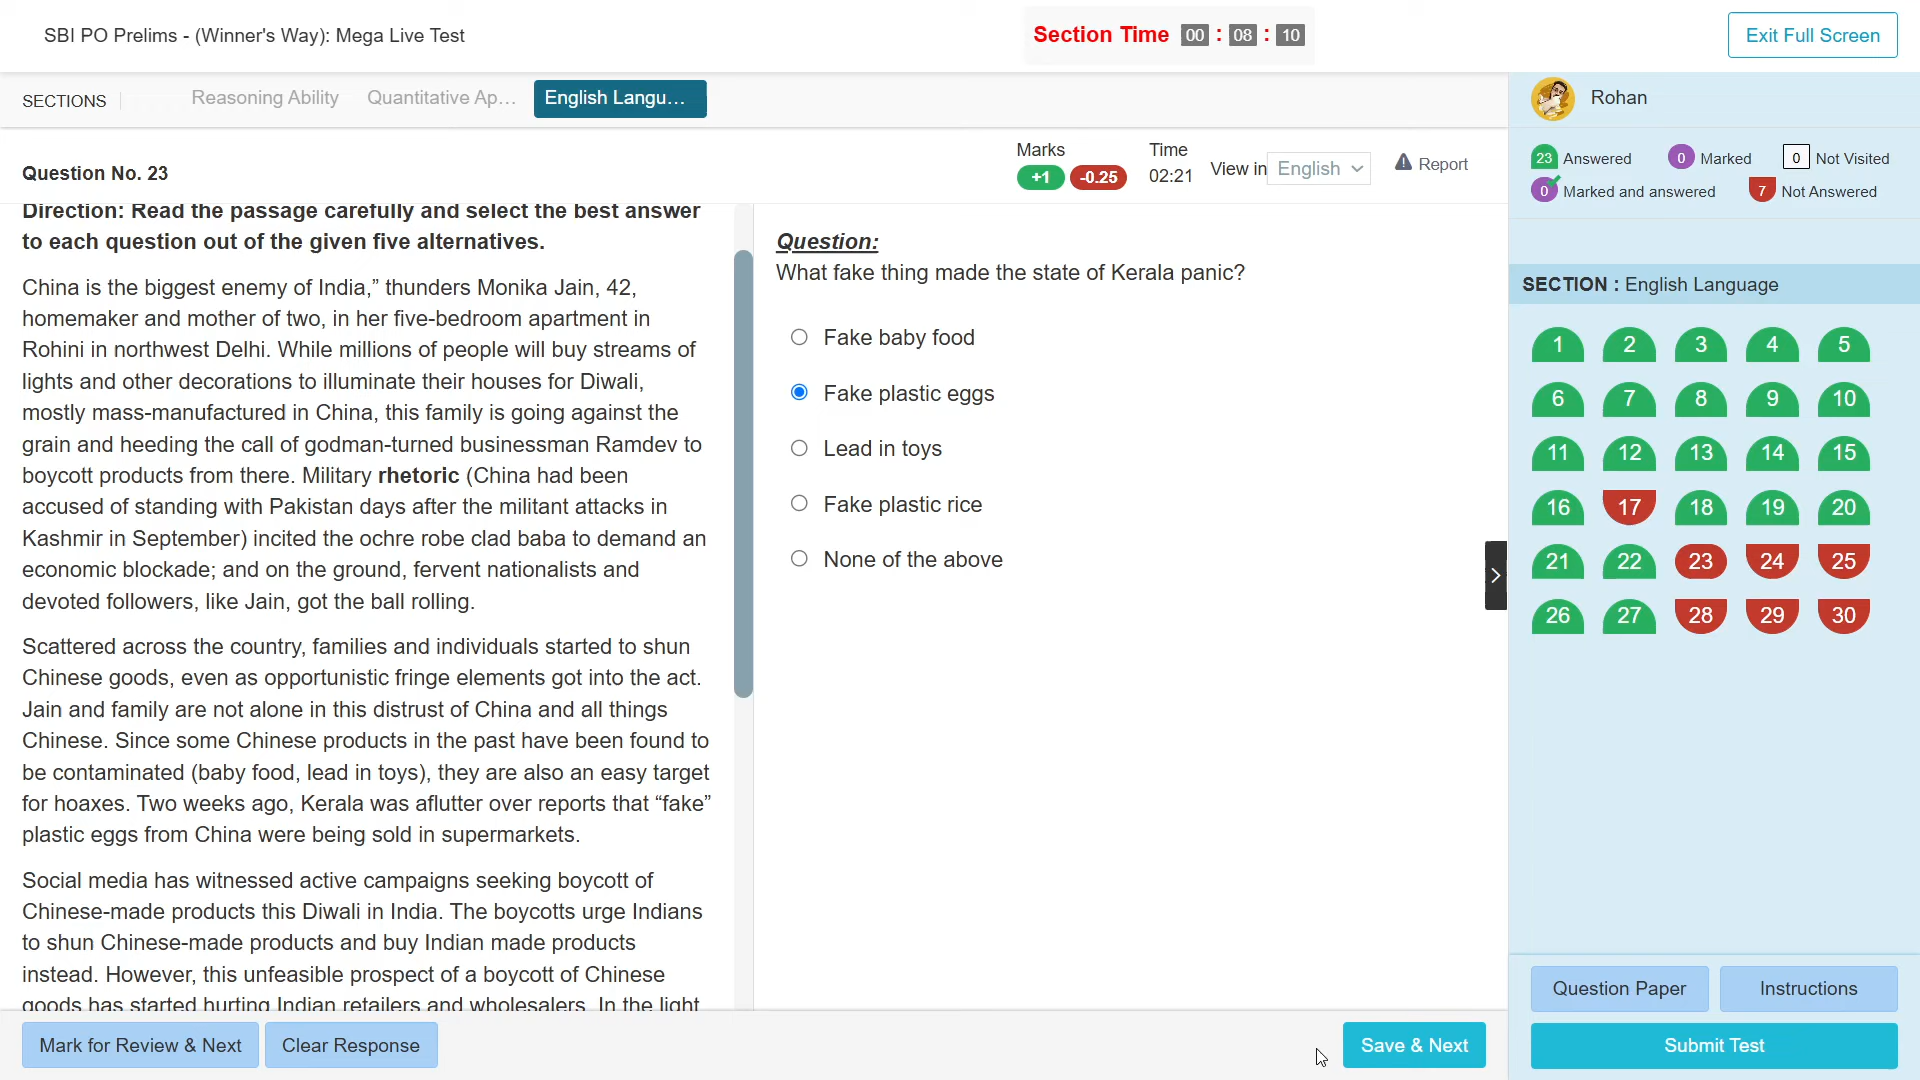 SBI PO Prelims - (Winner's Way): Mega Live Test
Section Time 00 : 08 : 10
Exit Full Screen
SECTIONS
Reasoning Ability
Quantitative Ap...
English Langu...
Rohan
Question No. 23
Marks
+1
-0.25
Time
02:21
View in
English
Report
23 Answered
0 Marked
0 Not Visited
0 Marked and answered
7 Not Answered
Direction: Read the passage carefully and select the best answer
to each question out of the given five alternatives.
China is the biggest enemy of India,” thunders Monika Jain, 42,
homemaker and mother of two, in her five-bedroom apartment in
Rohini in northwest Delhi. While millions of people will buy streams of
lights and other decorations to illuminate their houses for Diwali,
mostly mass-manufactured in China, this family is going against the
grain and heeding the call of godman-turned businessman Ramdev to
boycott products from there. Military rhetoric (China had been
accused of standing with Pakistan days after the militant attacks in
Kashmir in September) incited the ochre robe clad baba to demand an
economic blockade; and on the ground, fervent nationalists and
devoted followers, like Jain, got the ball rolling.
Scattered across the country, families and individuals started to shun
Chinese goods, even as opportunistic fringe elements got into the act.
Jain and family are not alone in this distrust of China and all things
Chinese. Since some Chinese products in the past have been found to
be contaminated (baby food, lead in toys), they are also an easy target
for hoaxes. Two weeks ago, Kerala was aflutter over reports that “fake”
plastic eggs from China were being sold in supermarkets.
Social media has witnessed active campaigns seeking boycott of
Chinese-made products this Diwali in India. The boycotts urge Indians
to shun Chinese-made products and buy Indian made products
instead. However, this unfeasible prospect of a boycott of Chinese
goods has started hurting Indian retailers and wholesalers. In the light
Question:
What fake thing made the state of Kerala panic?
Fake baby food
Fake plastic eggs
Lead in toys
Fake plastic rice
None of the above
SECTION : English Language
1 2 3 4 5
6 7 8 9 10
11 12 13 14 15
16 17 18 19 20
21 22 23 24 25
26 27 28 29 30
Question Paper
Instructions
Mark for Review & Next
Clear Response
Save & Next
Submit Test